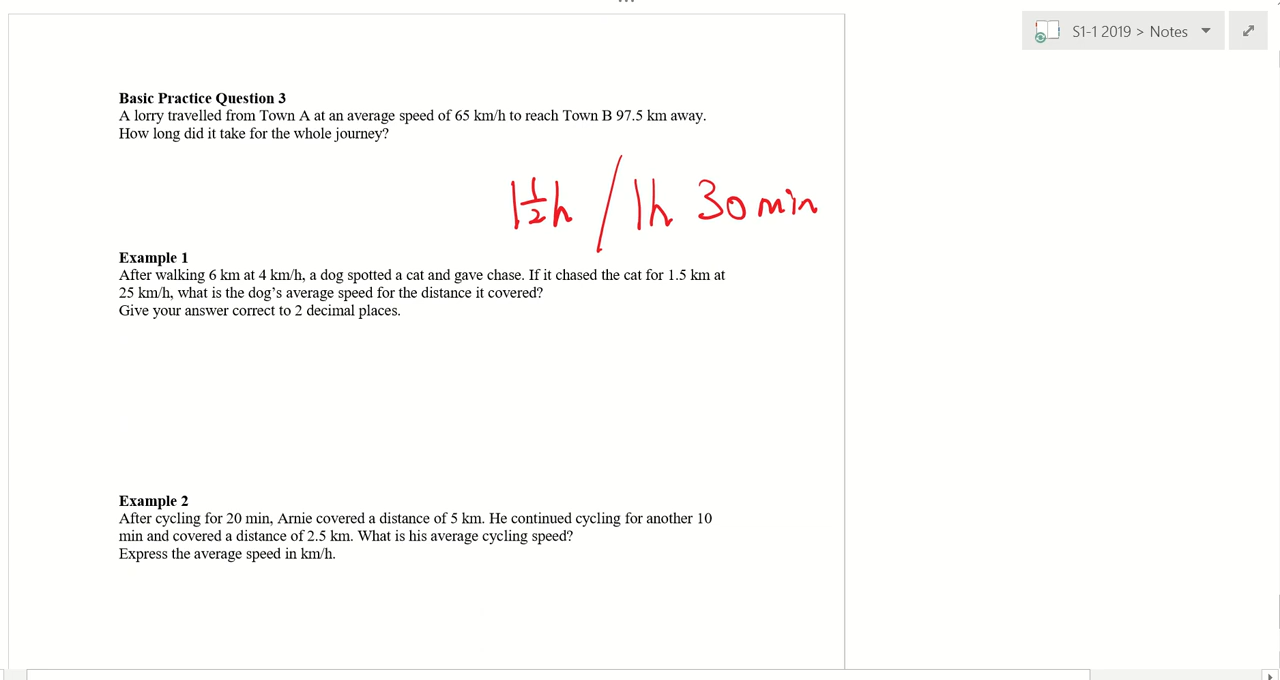 S1-1 2019 > Notes
Basic Practice Question 3
A lorry travelled from Town A at an average speed of 65 km/h to reach Town B 97.5 km away.
How long did it take for the whole journey?
1 1/2 h / 1h 30 min
Example 1
After walking 6 km at 4 km/h, a dog spotted a cat and gave chase. If it chased the cat for 1.5 km at
25 km/h, what is the dog’s average speed for the distance it covered?
Give your answer correct to 2 decimal places.
Example 2
After cycling for 20 min, Arnie covered a distance of 5 km. He continued cycling for another 10
min and covered a distance of 2.5 km. What is his average cycling speed?
Express the average speed in km/h.